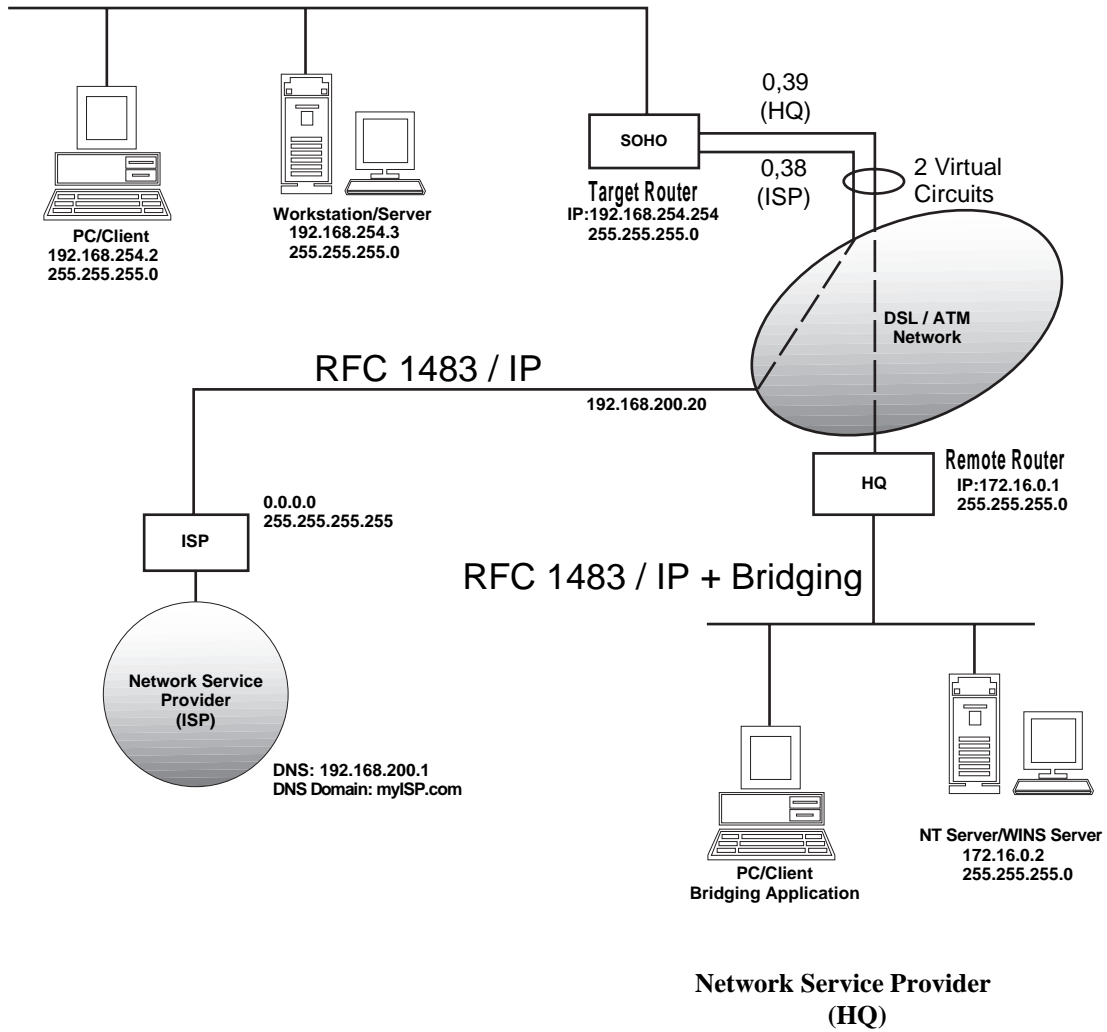 0,39
(HQ)
SOHO
0,38
(ISP)
2 Virtual
Circuits
Target Router
IP:192.168.254.254
255.255.255.0
Workstation/Server
192.168.254.3
255.255.255.0
PC/Client
192.168.254.2
255.255.255.0
DSL / ATM
Network
RFC 1483 / IP
192.168.200.20
Remote Router
IP:172.16.0.1
255.255.255.0
HQ
0.0.0.0
255.255.255.255
ISP
RFC 1483 / IP + Bridging
Network Service
Provider
(ISP)
DNS: 192.168.200.1
DNS Domain: myISP.com
NT Server/WINS Server
172.16.0.2
255.255.255.0
PC/Client
Bridging Application
Network Service Provider
(HQ)